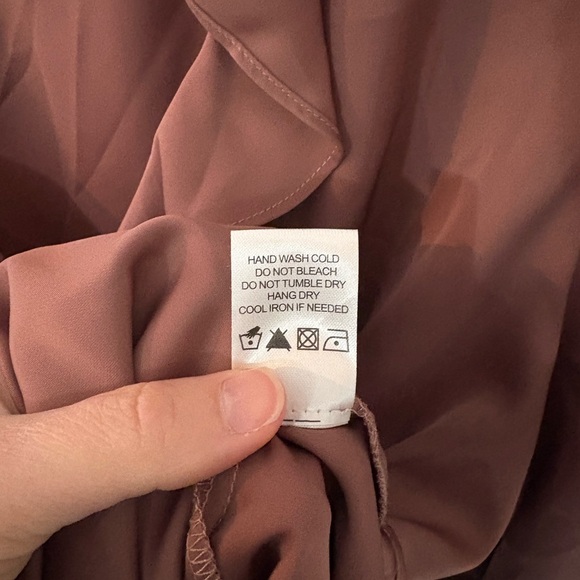 HAND WASH COLD
DO NOT BLEACH
DO NOT TUMBLE DRY
HANG DRY
COOL IRON IF NEEDED